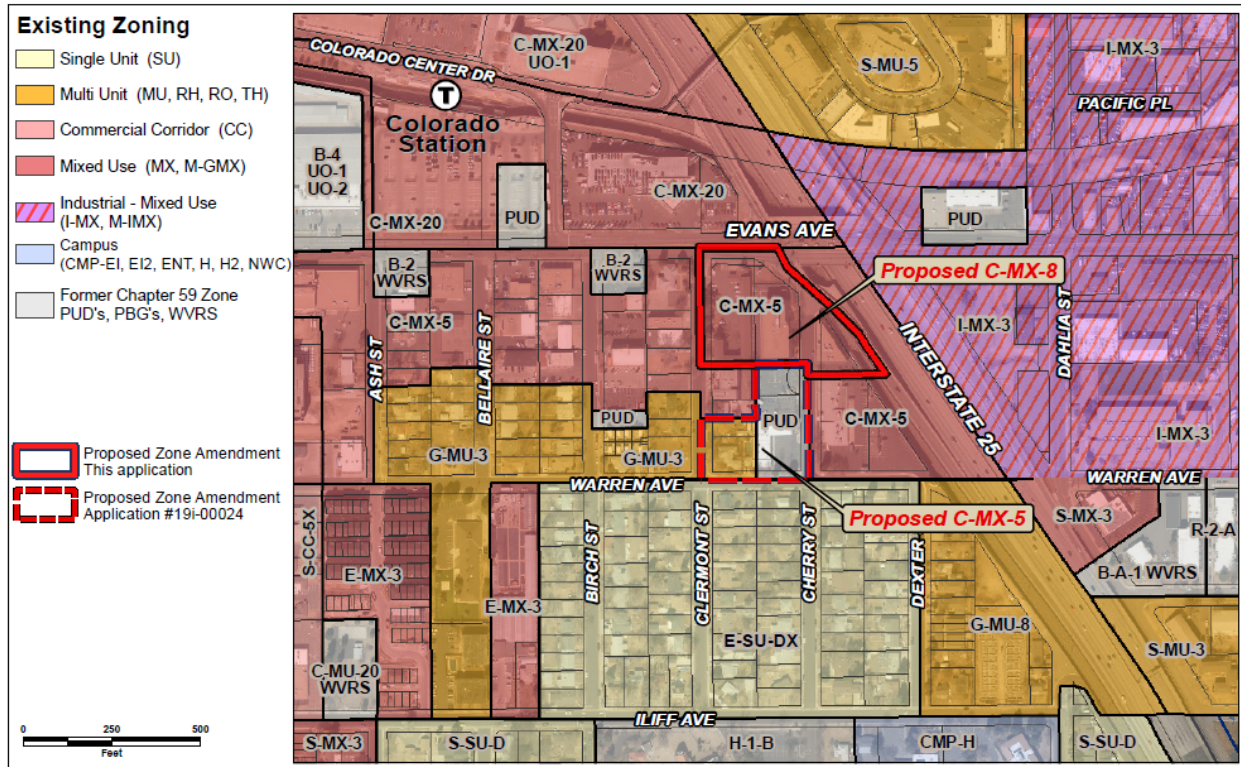 Existing Zoning
Single Unit (SU)
Multi Unit (MU, RH, RO, TH)
Commercial Corridor (CC)
Mixed Use (MX, M-GMX)
Industrial - Mixed Use
(I-MX, M-IMX)
Campus
(CMP-EI, EI2, ENT, H, H2, NWC)
Former Chapter 59 Zone
PUD's, PBG's, WVRS
Proposed Zone Amendment
This application
Proposed Zone Amendment
Application #19i-00024
0 250 500
Feet
C-MX-20
UO-1
COLORADO CENTER DR
T
Colorado
Station
S-MU-5
I-MX-3
PACIFIC PL
B-4
UO-1
UO-2
C-MX-20
PUD
C-MX-20
PUD
EVANS AVE
B-2
WVRS
B-2
WVRS
Proposed C-MX-8
C-MX-5
C-MX-5
I-MX-3
DAHLIA ST
INTERSTATE 25
ASH ST
BELLAIRE ST
PUD
PUD
C-MX-5
I-MX-3
G-MU-3
G-MU-3
WARREN AVE
WARREN AVE
Proposed C-MX-5
S-MX-3
R-2-A
B-A-1 WVRS
S-CC-5X
E-MX-3
E-MX-3
BIRCH ST
CLERMONT ST
CHERRY ST
DEXTER
E-SU-DX
G-MU-8
S-MU-3
C-MU-20
WVRS
ILIFF AVE
S-MX-3
S-SU-D
H-1-B
CMP-H
S-SU-D